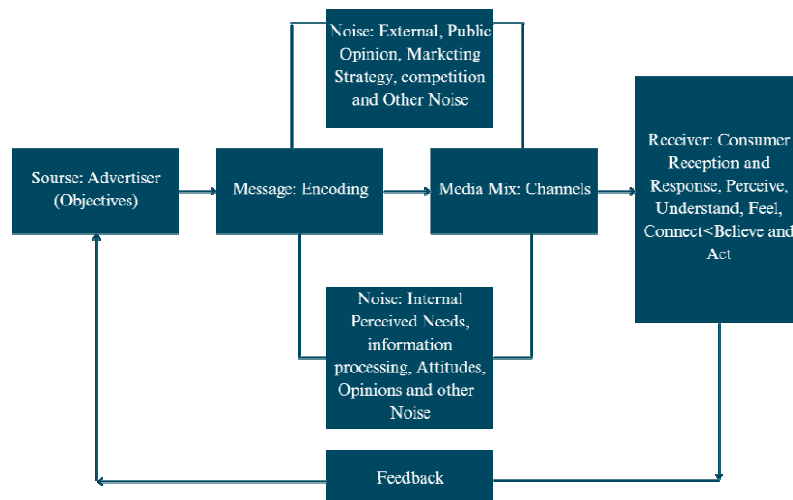 Noise: External, Public
Opinion, Marketing
Strategy, competition
and Other Noise
Sourse: Advertiser
(Objectives)
Message: Encoding
Media Mix: Channels
Receiver: Consumer
Reception and
Response, Perceive,
Understand, Feel,
Connect<Believe and
Act
Noise: Internal
Perceived Needs,
information
processing, Attitudes,
Opinions and other
Noise
Feedback